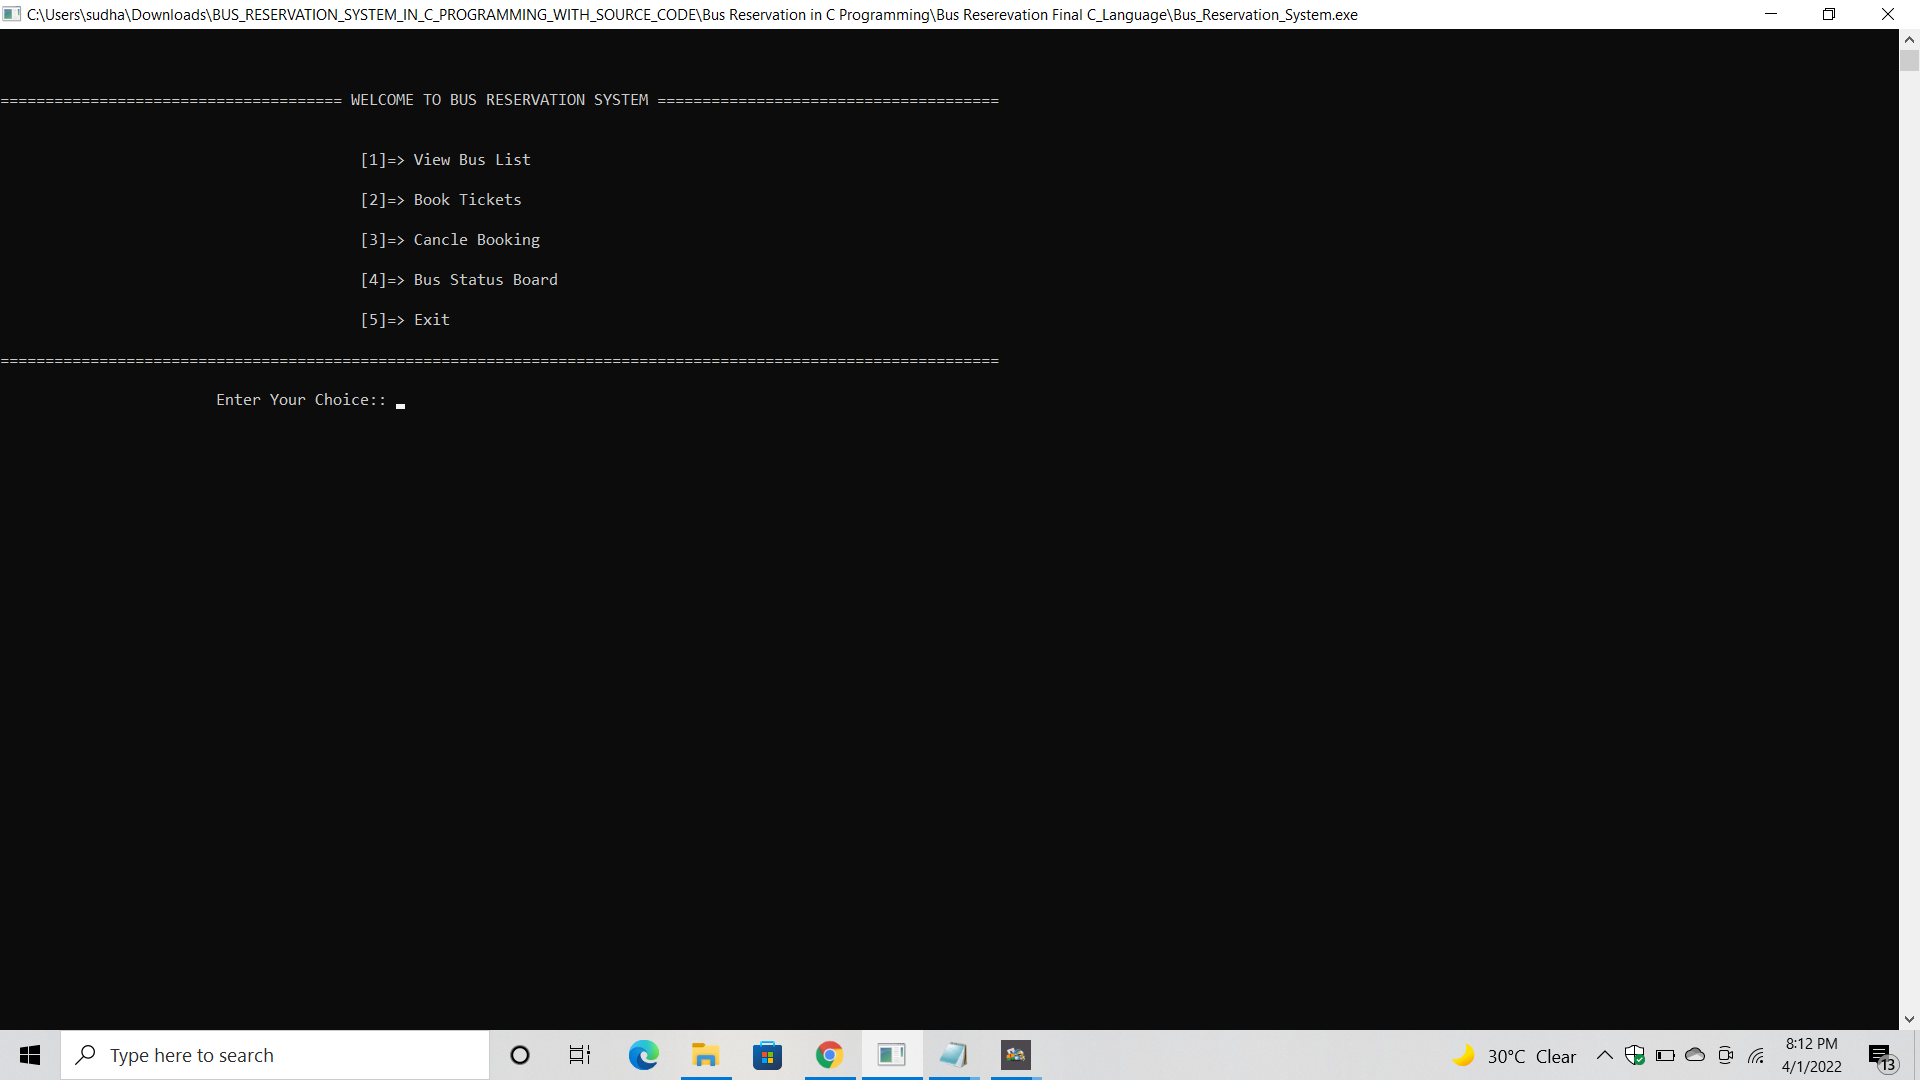 C:\Users\sudha\Downloads\BUS_RESERVATION_SYSTEM_IN_C_PROGRAMMING_WITH_SOURCE_CODE\Bus Reservation in C Programming\Bus Reserevation Final C_Language\Bus_Reservation_System.exe
====================================== WELCOME TO BUS RESERVATION SYSTEM ======================================
[1]=> View Bus List
[2]=> Book Tickets
[3]=> Cancle Booking
[4]=> Bus Status Board
[5]=> Exit
===============================================================================================================
Enter Your Choice::
Type here to search
30°C Clear
8:12 PM
4/1/2022
13